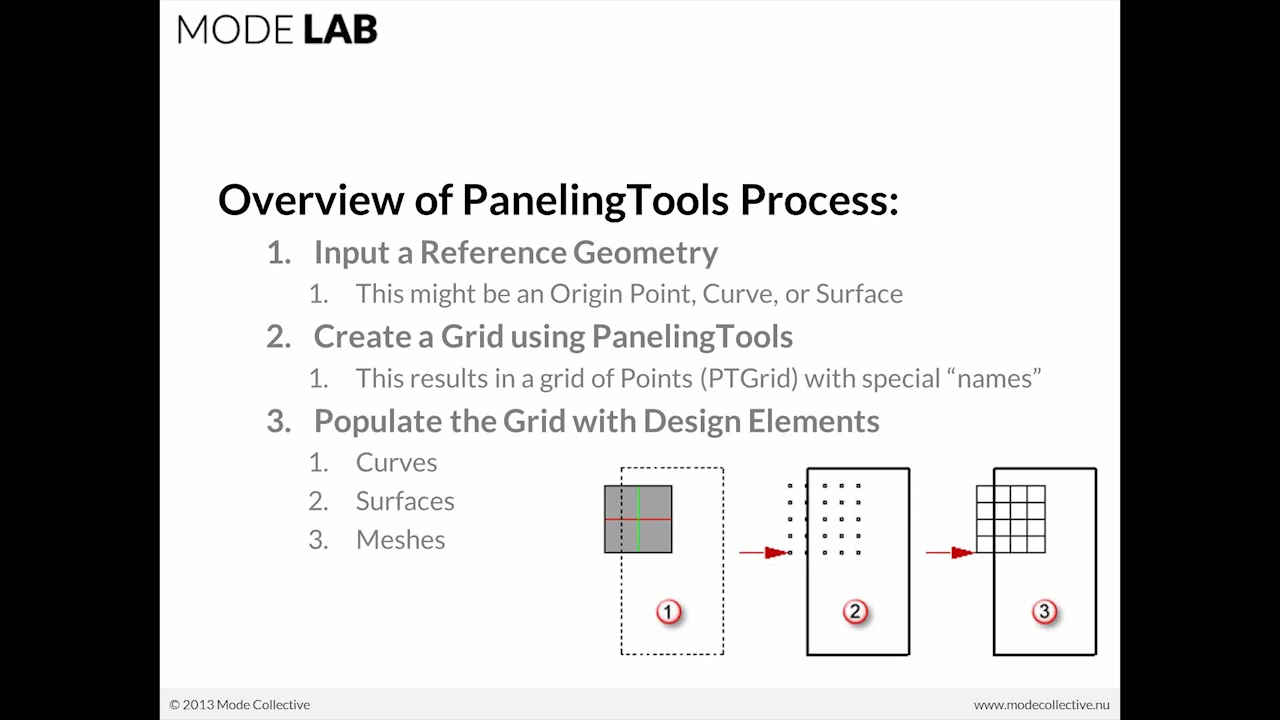 MODE LAB
Overview of PanelingTools Process:
1. Input a Reference Geometry
1. This might be an Origin Point, Curve, or Surface
2. Create a Grid using PanelingTools
1. This results in a grid of Points (PTGrid) with special “names”
3. Populate the Grid with Design Elements
1. Curves
2. Surfaces
3. Meshes
1
2
3
© 2013 Mode Collective
www.modecollective.nu